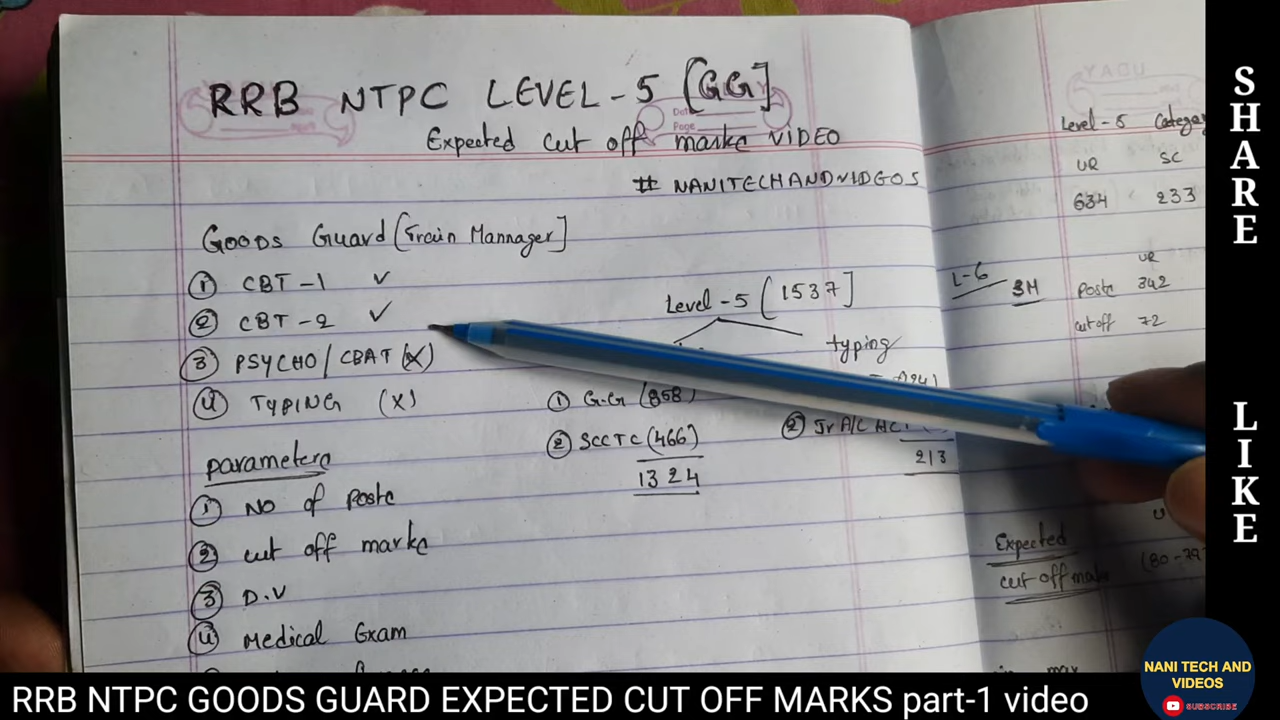 RRB NTPC LEVEL-5 [GG]
Expected cut off marks VIDEO
# NANITECHANDVIDEOS
Goods Guard [Train Mannager]
① CBT-1 ✓
② CBT-2 ✓
③ PSYCHO/CBAT (X)
④ TYPING (X)
parameters
① NO of posts
② cut off marks
③ D.V
④ Medical Exam
Level-5 [1537]
typing
① G.G (858)
② SCCTC (466)
1324
② Jr A/C
213
Level-5 Category
UR SC
634 233
L-6 SM
UR
Posts 342
cut off 72
Expected
cut off marks
SHARE
LIKE
NANI TECH AND
VIDEOS
SUBSCRIBE
RRB NTPC GOODS GUARD EXPECTED CUT OFF MARKS part-1 video